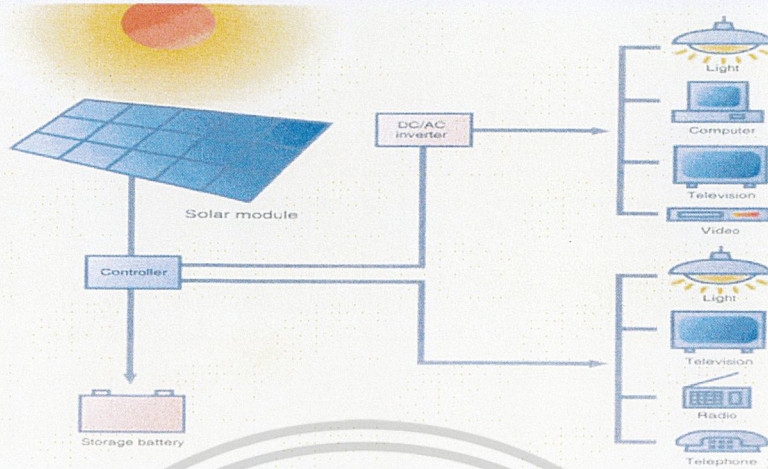 Light
DC/AC
inverter
Computer
Television
Solar module
Video
Controller
Light
Television
Radio
Storage battery
Telephone